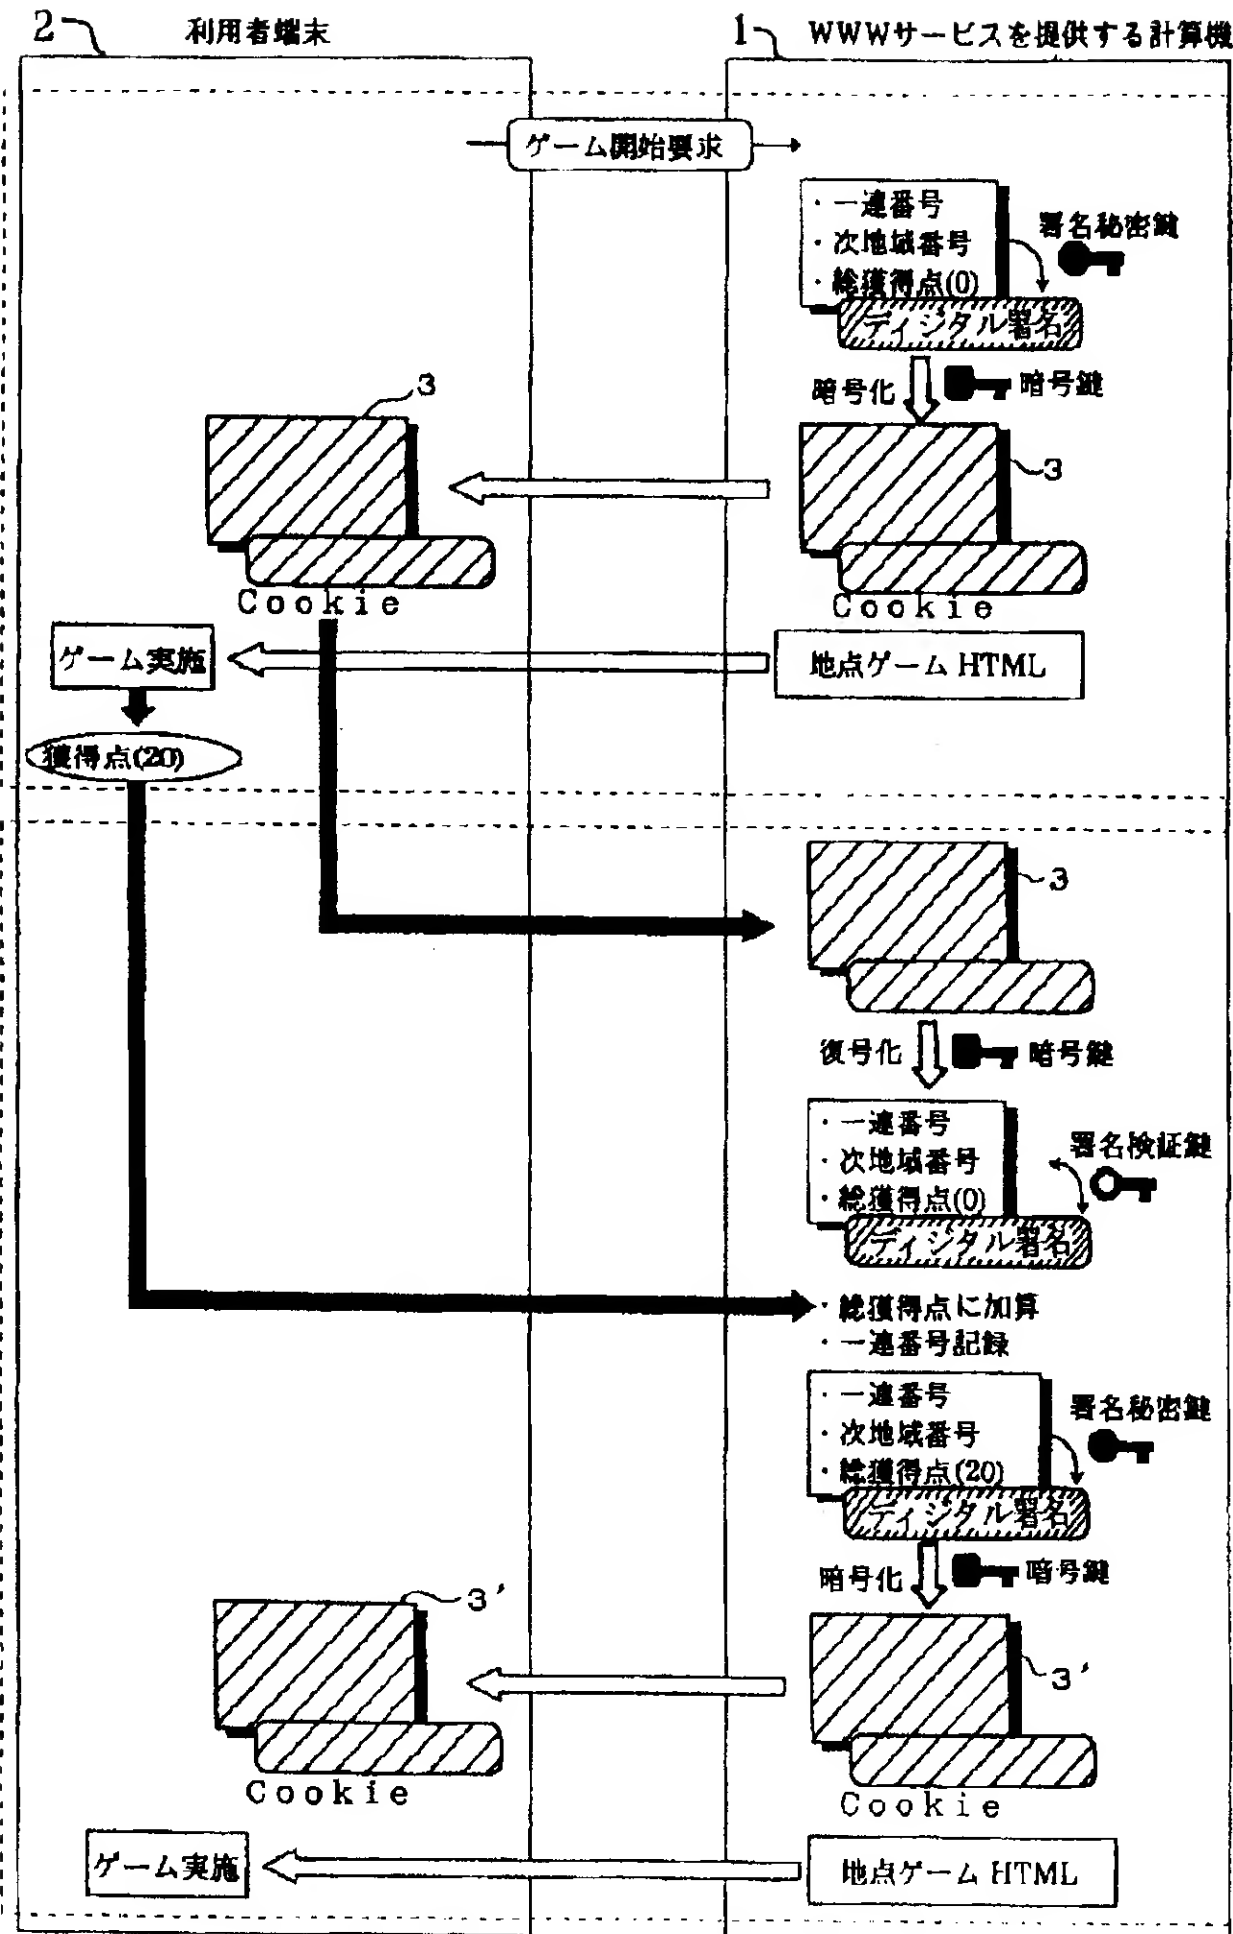 2 利用者端末
1 WWWサービスを提供する計算機
ゲーム開始要求
・一連番号
・次地域番号
・総獲得点(0)
署名秘密鍵
ディジタル署名
暗号化
暗号鍵
3
3
Cookie
Cookie
ゲーム実施
地点ゲーム HTML
獲得点(20)
3
復号化
暗号鍵
・一連番号
・次地域番号
・総獲得点(0)
署名検証鍵
ディジタル署名
・総獲得点に加算
・一連番号記録
・一連番号
・次地域番号
・総獲得点(20)
署名秘密鍵
ディジタル署名
暗号化
暗号鍵
3'
3'
Cookie
Cookie
ゲーム実施
地点ゲーム HTML